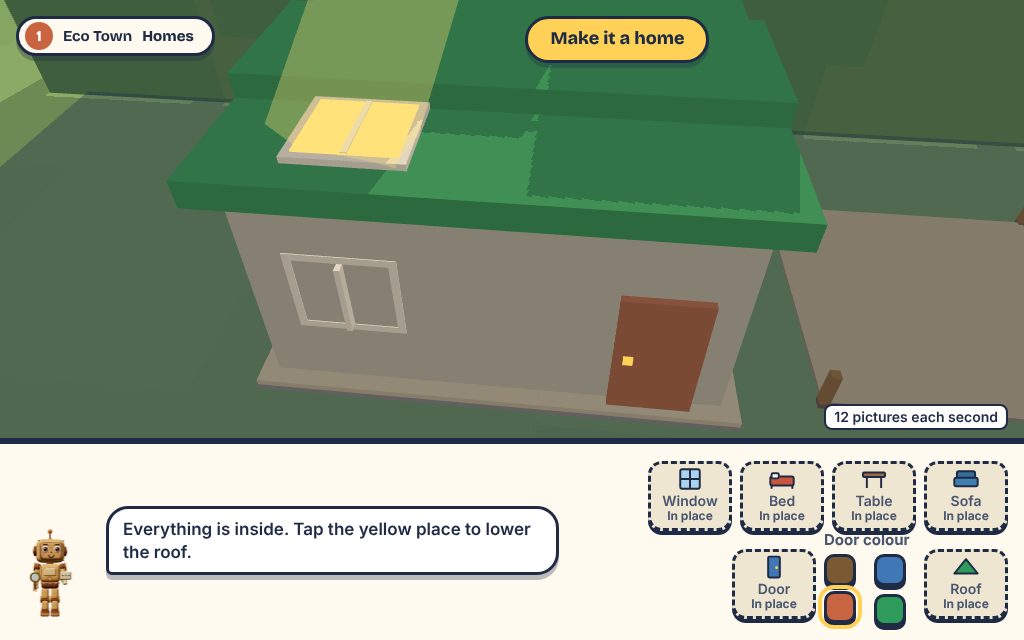 1 Eco Town Homes
Make it a home
12 pictures each second
Everything is inside. Tap the yellow place to lower
the roof.
Window
In place
Bed
In place
Table
In place
Sofa
In place
Door colour
Door
In place
Roof
In place